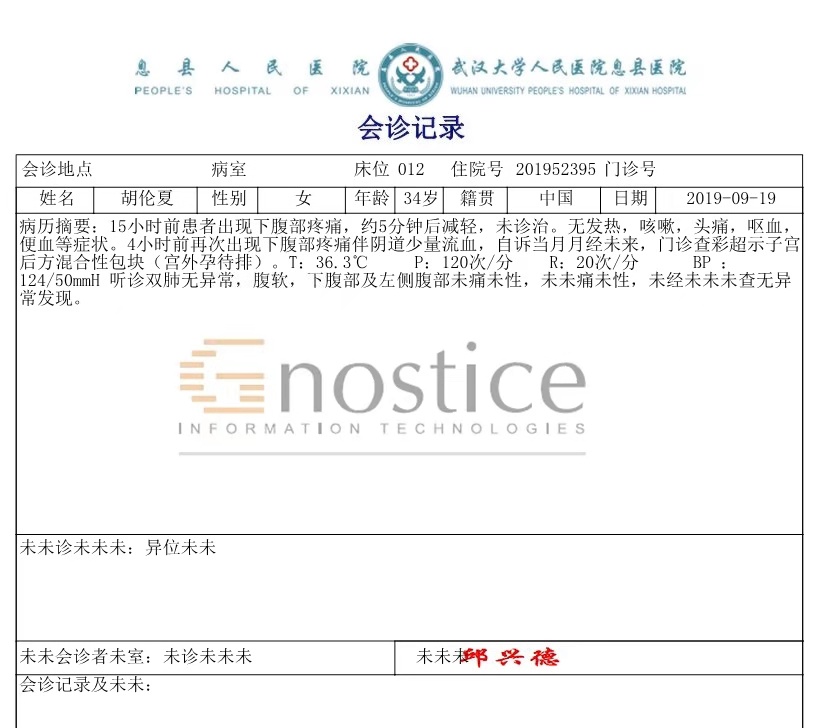 息县人民医院 武汉大学人民医院息县医院
PEOPLE'S HOSPITAL OF XIXIAN WUHAN UNIVERSITY PEOPLE'S HOSPITAL OF XIXIAN HOSPITAL
会诊记录
会诊地点 病室 床位 012 住院号 201952395 门诊号
姓名 胡伦夏 性别 女 年龄 34岁 籍贯 中国 日期 2019-09-19
病历摘要：15小时前患者出现下腹部疼痛，约5分钟后减轻，未诊治。无发热，咳嗽，头痛，呕血，
便血等症状。4小时前再次出现下腹部疼痛伴阴道少量流血，自诉当月月经未来，门诊查彩超示子宫
后方混合性包块（宫外孕待排）。T：36.3℃ P：120次/分 R：20次/分 BP：
124/50mmH 听诊双肺无异常，腹软，下腹部及左侧腹部未痛未性，未未痛未性，未经未未未查无异
常发现。
Gnostice
INFORMATION TECHNOLOGIES
未未诊未未未：异位未未
未未会诊者未室：未诊未未未 未未未 邱兴德
会诊记录及未未：